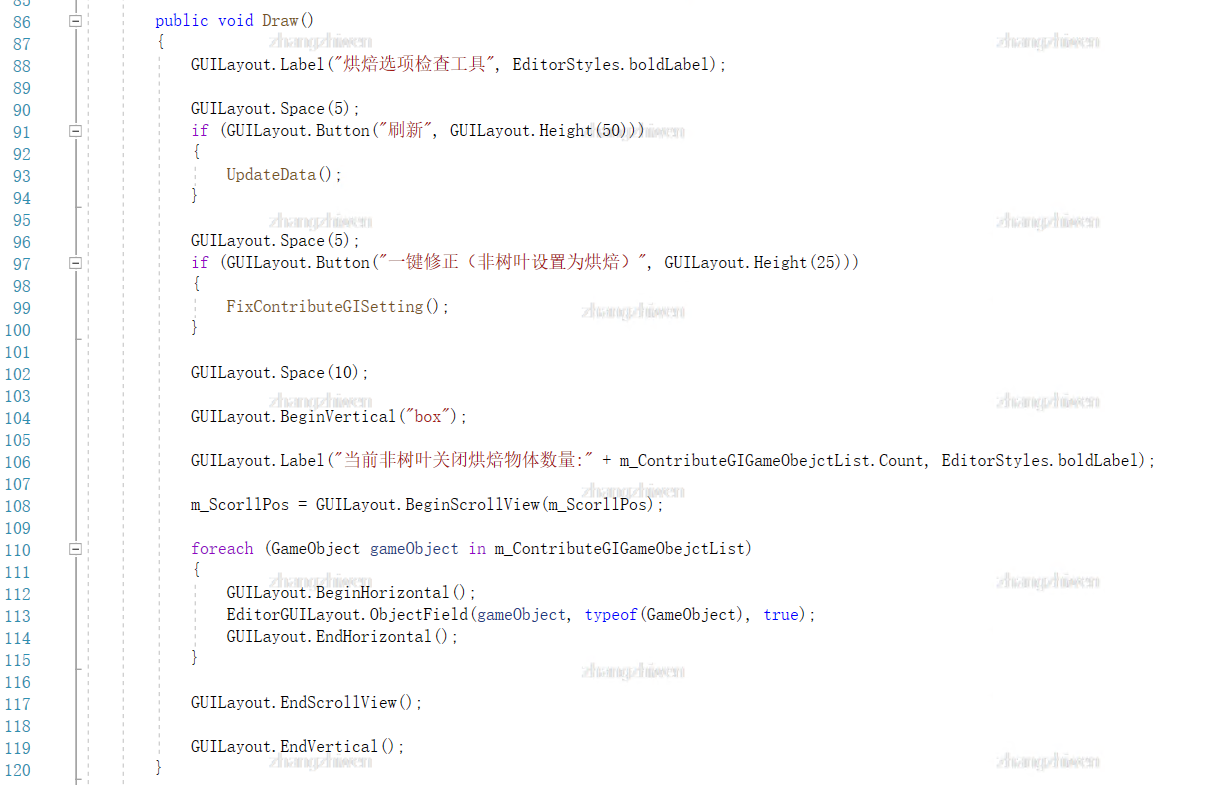 85
86 public void Draw()
87 {
88 GUILayout.Label("烘焙选项检查工具", EditorStyles.boldLabel);
89
90 GUILayout.Space(5);
91 if (GUILayout.Button("刷新", GUILayout.Height(50)))
92 {
93 UpdateData();
94 }
95
96 GUILayout.Space(5);
97 if (GUILayout.Button("一键修正（非树叶设置为烘焙）", GUILayout.Height(25)))
98 {
99 FixContributeGISetting();
100 }
101
102 GUILayout.Space(10);
103
104 GUILayout.BeginVertical("box");
105
106 GUILayout.Label("当前非树叶关闭烘焙物体数量:" + m_ContributeGIGameObejctList.Count, EditorStyles.boldLabel);
107
108 m_ScorllPos = GUILayout.BeginScrollView(m_ScorllPos);
109
110 foreach (GameObject gameObject in m_ContributeGIGameObejctList)
111 {
112 GUILayout.BeginHorizontal();
113 EditorGUILayout.ObjectField(gameObject, typeof(GameObject), true);
114 GUILayout.EndHorizontal();
115 }
116
117 GUILayout.EndScrollView();
118
119 GUILayout.EndVertical();
120 }